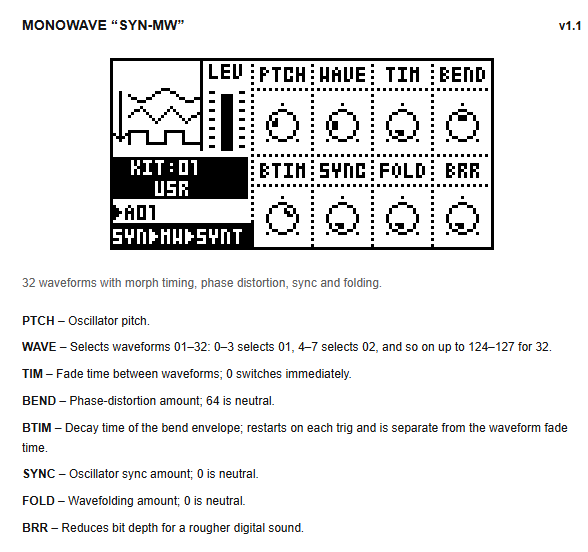 MONOWAVE “SYN-MW”
v1.1
LEV PTCH WAVE TIM BEND
KIT:01
USR
BTIM SYNC FOLD BRR
A01
SYN▸MW▸SYNT
32 waveforms with morph timing, phase distortion, sync and folding.
PTCH – Oscillator pitch.
WAVE – Selects waveforms 01–32: 0–3 selects 01, 4–7 selects 02, and so on up to 124–127 for 32.
TIM – Fade time between waveforms; 0 switches immediately.
BEND – Phase-distortion amount; 64 is neutral.
BTIM – Decay time of the bend envelope; restarts on each trig and is separate from the waveform fade
time.
SYNC – Oscillator sync amount; 0 is neutral.
FOLD – Wavefolding amount; 0 is neutral.
BRR – Reduces bit depth for a rougher digital sound.